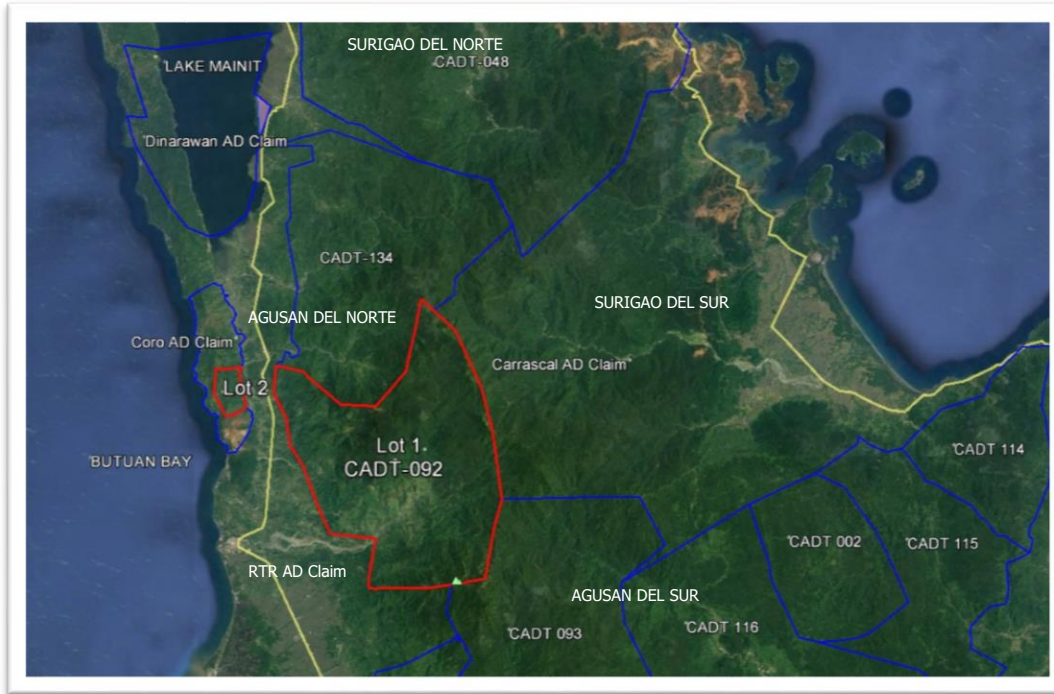 SURIGAO DEL NORTE
CADT-048
LAKE MAINIT
Dinarawan AD Claim
CADT-134
AGUSAN DEL NORTE
SURIGAO DEL SUR
Coro AD Claim
Carrascal AD Claim
Lot 2
Lot 1
CADT-092
BUTUAN BAY
CADT 114
CADT 002
CADT 115
RTR AD Claim
AGUSAN DEL SUR
CADT 093
CADT 116